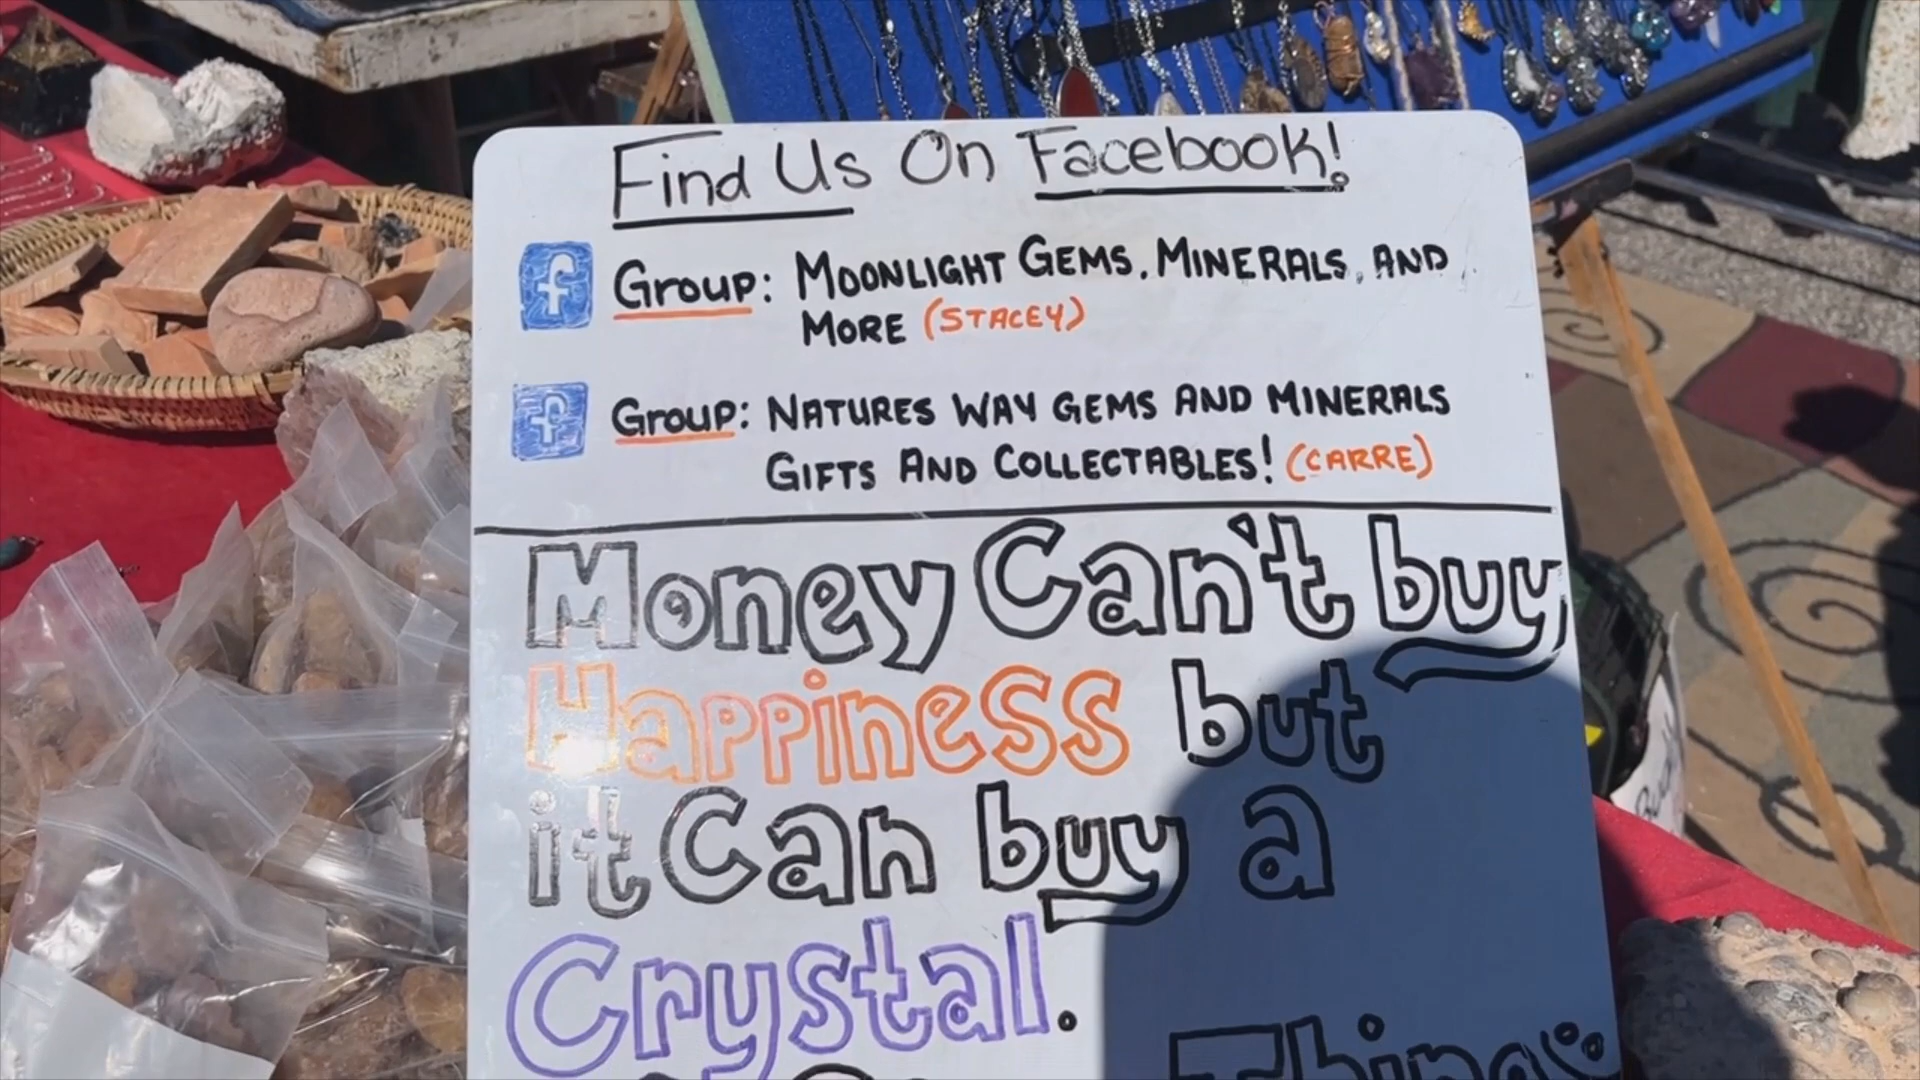 Find Us On Facebook!
f Group: MOONLIGHT GEMS, MINERALS, AND
MORE (STACEY)
f Group: NATURES WAY GEMS AND MINERALS
GIFTS AND COLLECTABLES! (CARRE)
Money Can't buy
Happiness but
it Can buy a
Crystal.